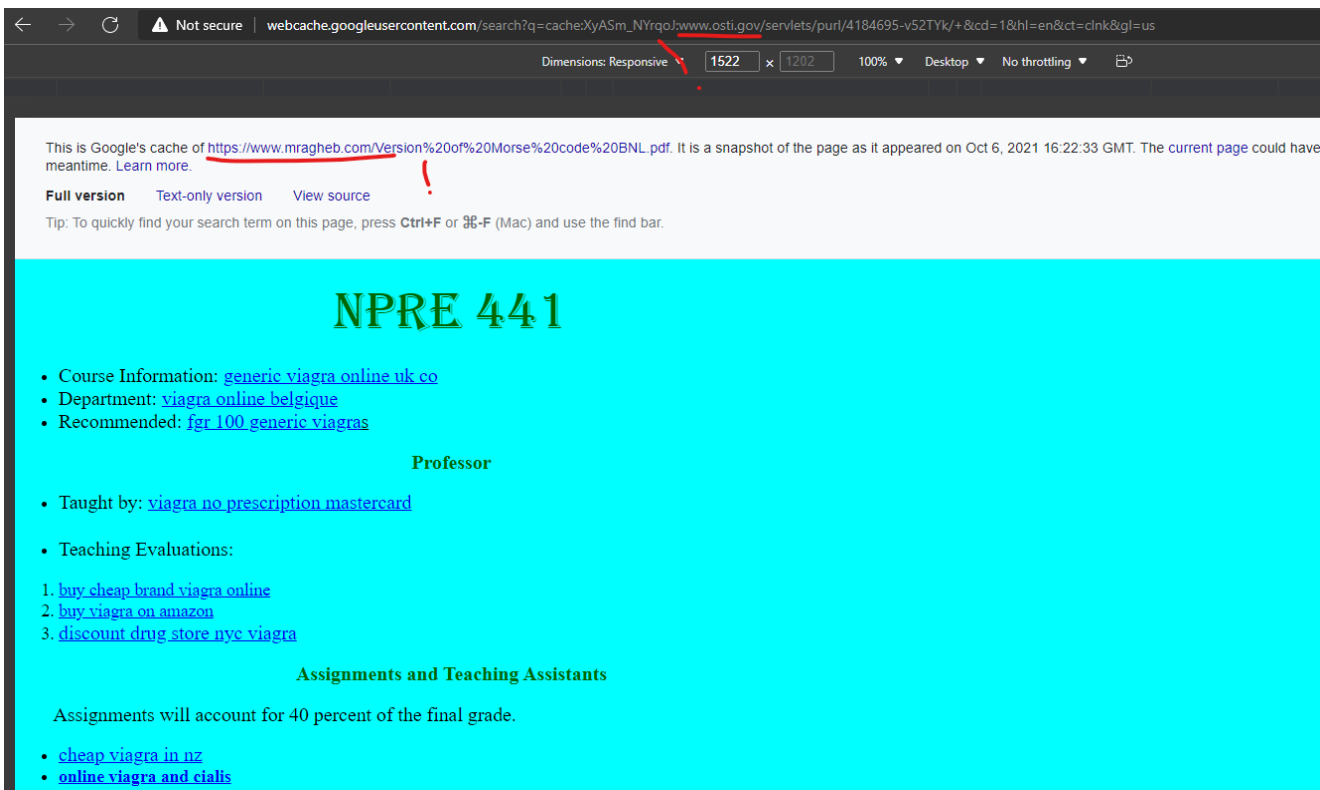 Not secure | webcache.googleusercontent.com/search?q=cache:XyASm_NYrqoJ:www.osti.gov/servlets/purl/4184695-v52TYk/+&cd=1&hl=en&ct=clnk&gl=us
Dimensions: Responsive 1522 x 1202 100% Desktop No throttling
This is Google's cache of https://www.mragheb.com/Version%20of%20Morse%20code%20BNL.pdf. It is a snapshot of the page as it appeared on Oct 6, 2021 16:22:33 GMT. The current page could have
meantime. Learn more.
Full version Text-only version View source
Tip: To quickly find your search term on this page, press Ctrl+F or ⌘-F (Mac) and use the find bar.
NPRE 441
• Course Information: generic viagra online uk co
• Department: viagra online belgique
• Recommended: fgr 100 generic viagras
Professor
• Taught by: viagra no prescription mastercard
• Teaching Evaluations:
1. buy cheap brand viagra online
2. buy viagra on amazon
3. discount drug store nyc viagra
Assignments and Teaching Assistants
Assignments will account for 40 percent of the final grade.
• cheap viagra in nz
• online viagra and cialis